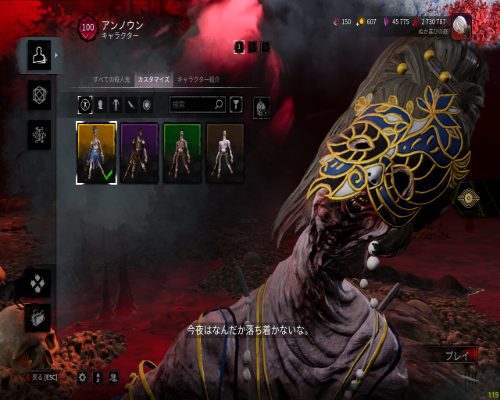 100 アンノウン
キャラクター
150 607 45 775 2 730 787
すべての殺人鬼 カスタマイズ キャラクター紹介
検索
今夜はなんだか落ち着かないな。
プレイ
戻る [ESC]
119